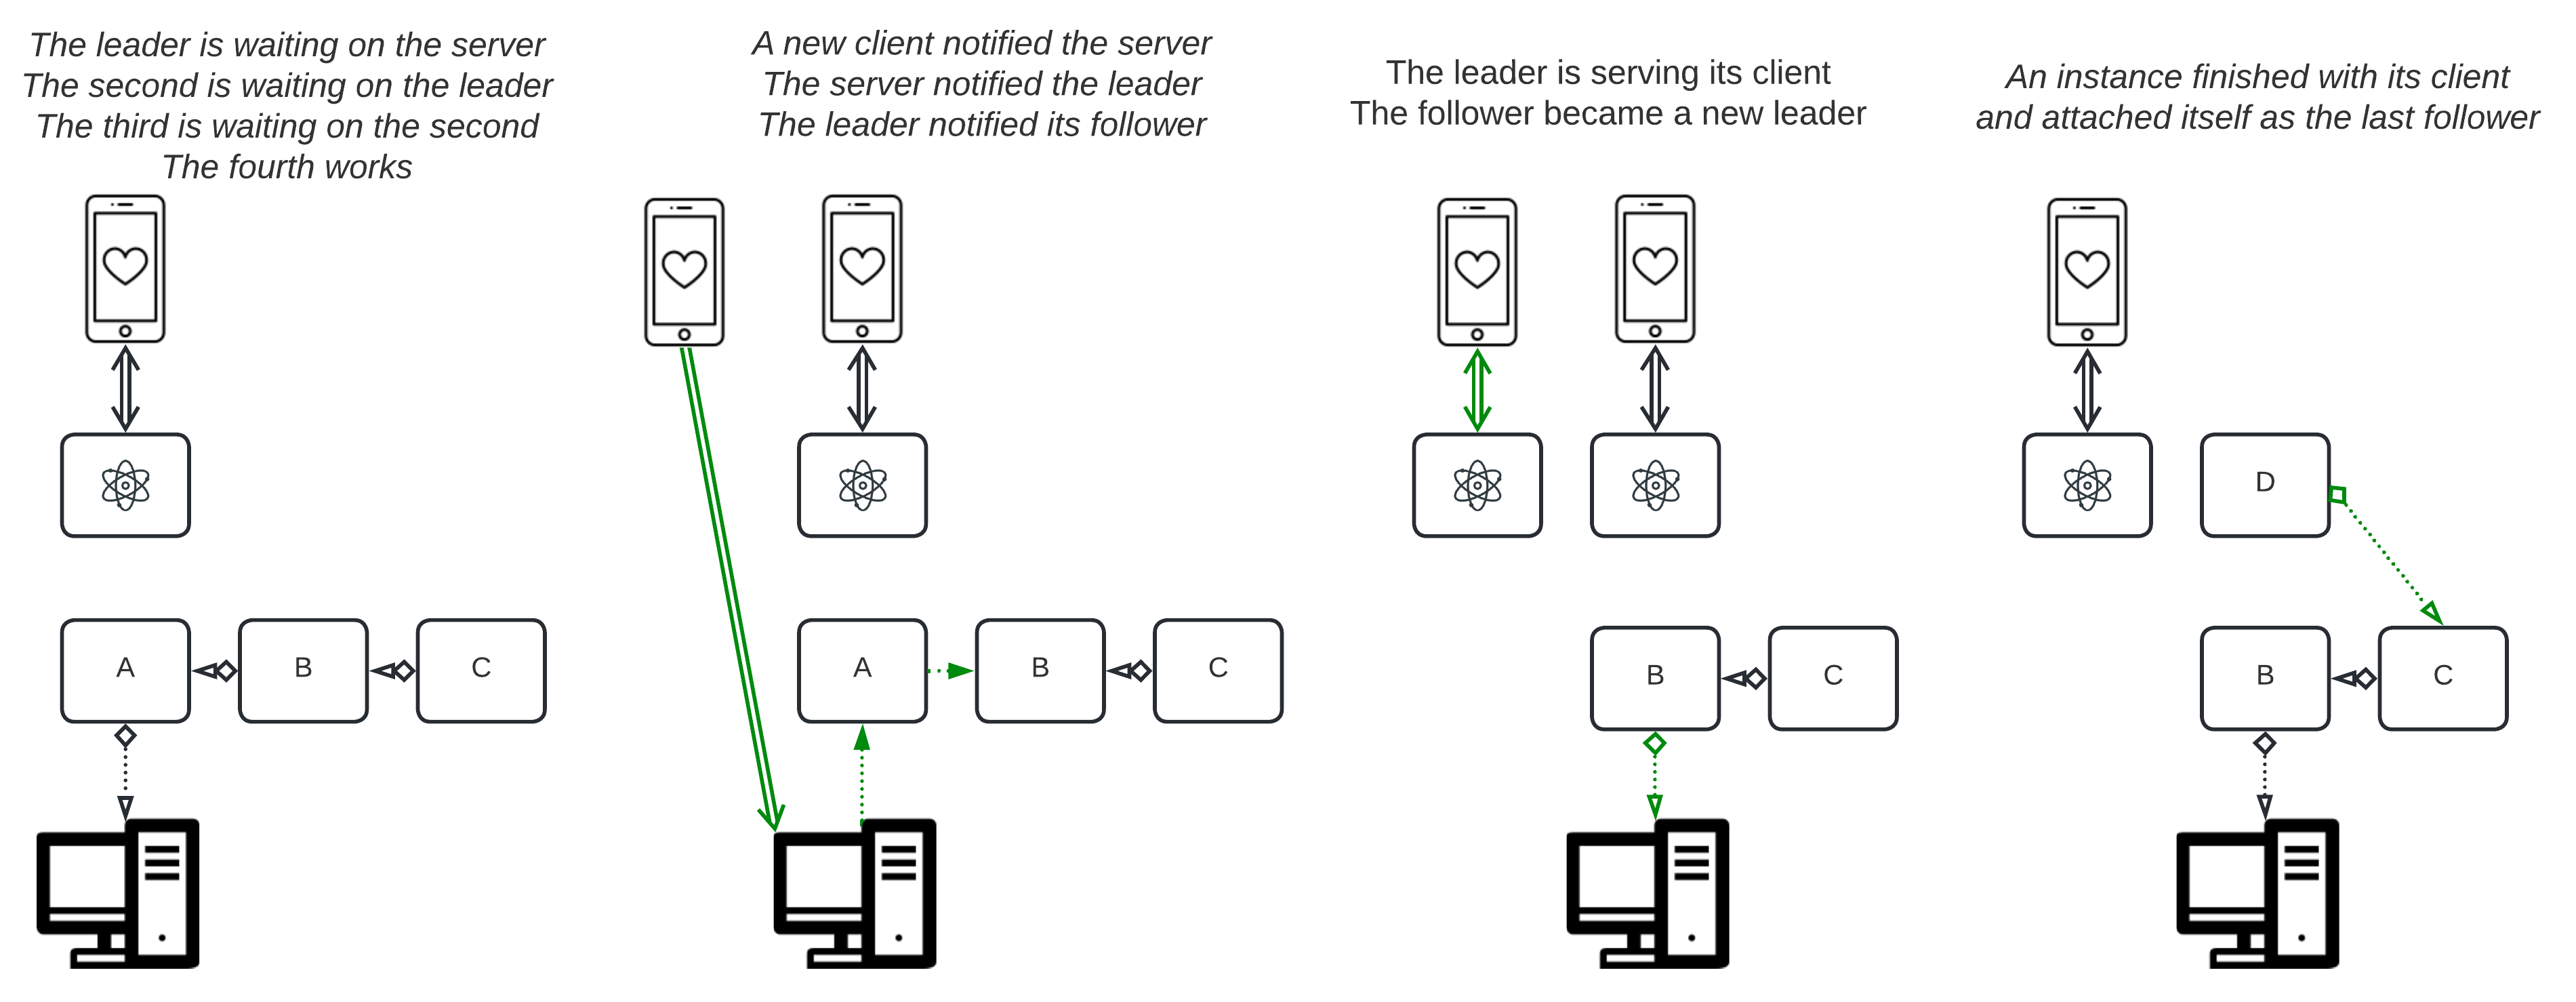 The leader is waiting on the server
The second is waiting on the leader
The third is waiting on the second
The fourth works
A new client notified the server
The server notified the leader
The leader notified its follower
The leader is serving its client
The follower became a new leader
An instance finished with its client
and attached itself as the last follower
D
A
B
C
A
B
C
B
C
B
C